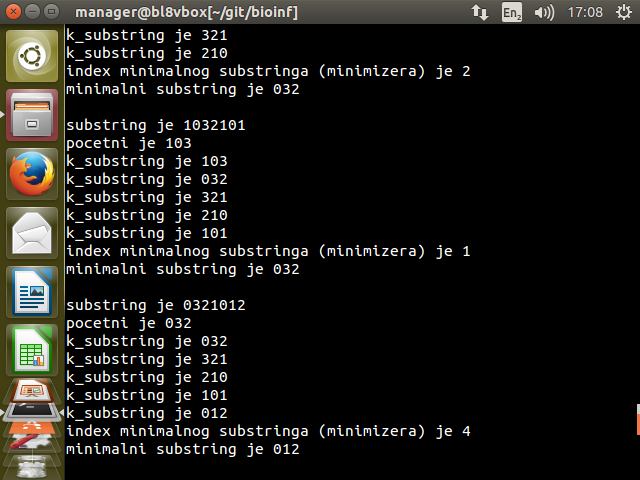 manager@bl8vbox[~/git/bioinf]
En2
17:08
k_substring je 321
k_substring je 210
index minimalnog substringa (minimizera) je 2
minimalni substring je 032
substring je 1032101
pocetni je 103
k_substring je 103
k_substring je 032
k_substring je 321
k_substring je 210
k_substring je 101
index minimalnog substringa (minimizera) je 1
minimalni substring je 032
substring je 0321012
pocetni je 032
k_substring je 032
k_substring je 321
k_substring je 210
k_substring je 101
k_substring je 012
index minimalnog substringa (minimizera) je 4
minimalni substring je 012